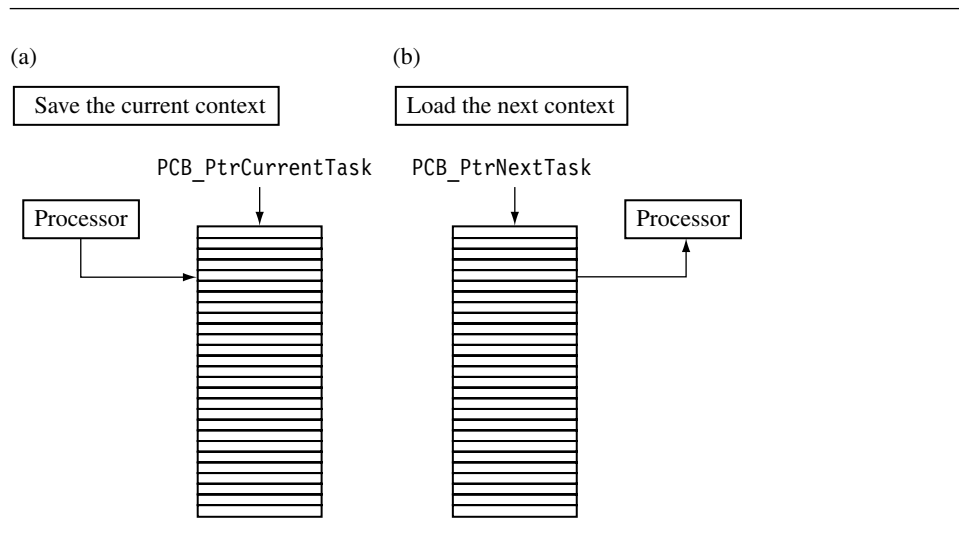 (a)
Save the current context
PCB_PtrCurrentTask
Processor
(b)
Load the next context
PCB_PtrNextTask
Processor